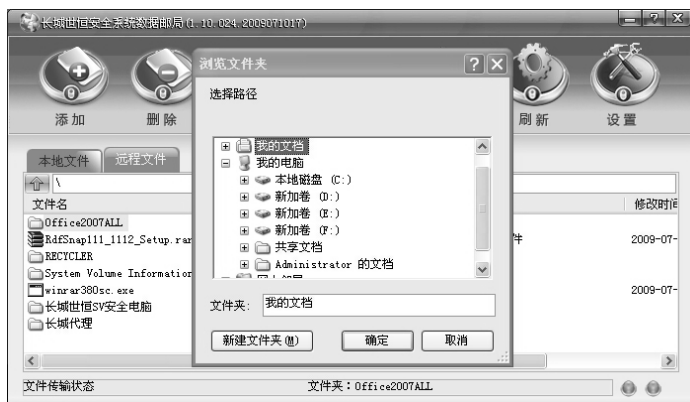 长城世恒安全系统数据邮局(1.10.024.2009071017)
添加
删除
刷新
设置
浏览文件夹
选择路径
我的文档
我的电脑
本地磁盘 (C:)
新加卷 (D:)
新加卷 (E:)
新加卷 (F:)
共享文档
Administrator 的文档
文件夹: 我的文档
新建文件夹(M) 确定 取消
本地文件 远程文件
\
文件名 修改时间
Office2007ALL
RdfSnap111_1112_Setup.rar 2009-07-
RECYCLER
System Volume Information
winrar380sc.exe 2009-07-
长城世恒SV安全电脑
长城代理
文件传输状态 文件夹：Office2007ALL